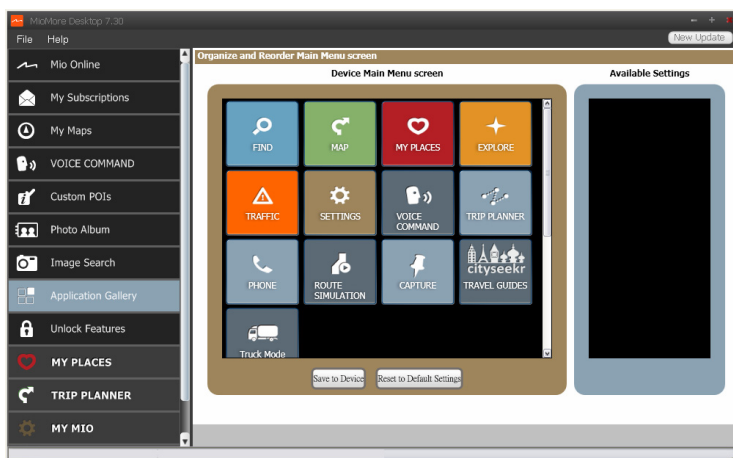 MioMore Desktop 7.30
File Help
New Update
Mio Online
My Subscriptions
My Maps
VOICE COMMAND
Custom POIs
Photo Album
Image Search
Application Gallery
Unlock Features
MY PLACES
TRIP PLANNER
MY MIO
Organize and Reorder Main Menu screen
Device Main Menu screen
Available Settings
FIND
MAP
MY PLACES
EXPLORE
TRAFFIC
SETTINGS
VOICE
COMMAND
TRIP PLANNER
PHONE
ROUTE
SIMULATION
CAPTURE
cityseekr
TRAVEL GUIDES
Truck Mode
Save to Device
Reset to Default Settings